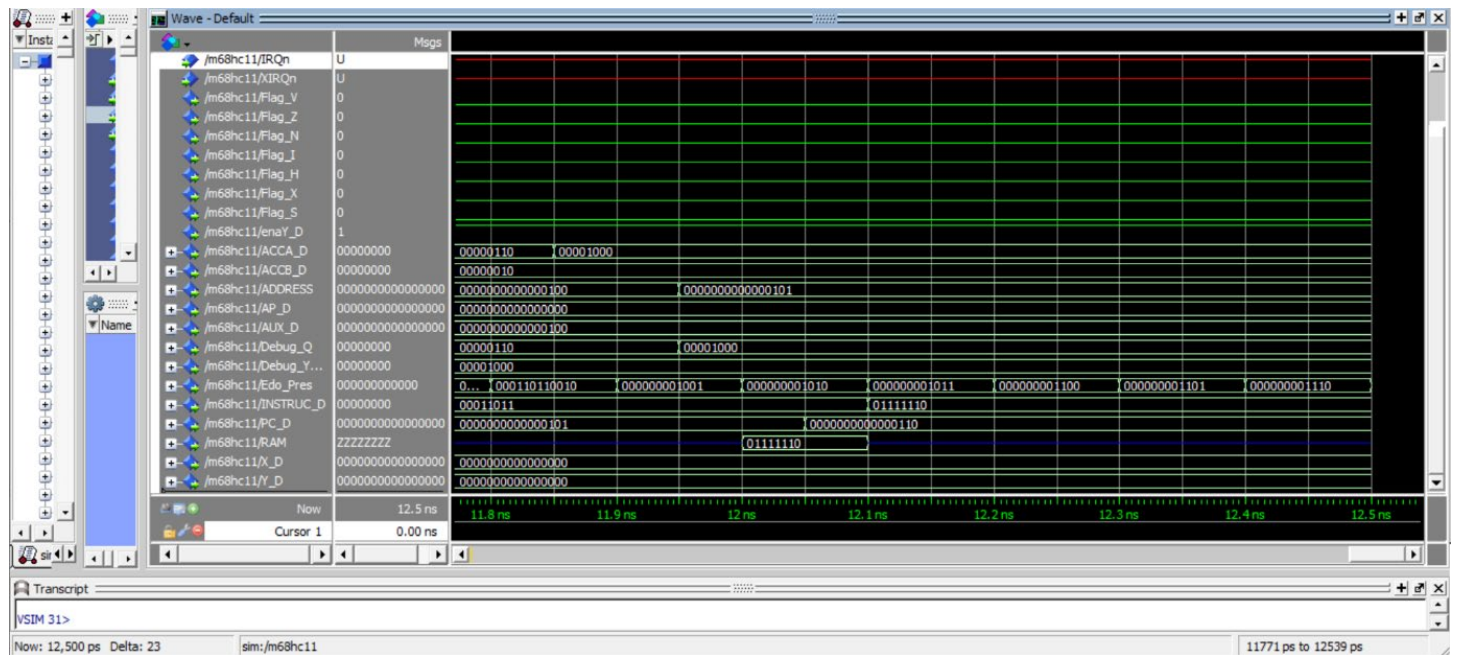 Insta
Name
sim
Wave - Default
Msgs
/m68hc11/IRQn U
/m68hc11/XIRQn U
/m68hc11/Flag_V 0
/m68hc11/Flag_Z 0
/m68hc11/Flag_N 0
/m68hc11/Flag_I 0
/m68hc11/Flag_H 0
/m68hc11/Flag_X 0
/m68hc11/Flag_S 0
/m68hc11/enaY_D 1
/m68hc11/ACCA_D 00000000 00000110 00001000
/m68hc11/ACCB_D 00000000 00000010
/m68hc11/ADDRESS 0000000000000000 0000000000000100 0000000000000101
/m68hc11/AP_D 0000000000000000 0000000000000000
/m68hc11/AUX_D 0000000000000000 0000000000000100
/m68hc11/Debug_Q 00000000 00000110 00001000
/m68hc11/Debug_Y... 00000000 00001000
/m68hc11/Edo_Pres 000000000000 0... 000110110010 000000001001 000000001010 000000001011 000000001100 000000001101 000000001110
/m68hc11/INSTRUC_D 00000000 00011011 01111110
/m68hc11/PC_D 0000000000000000 0000000000000101 0000000000000110
/m68hc11/RAM ZZZZZZZZ 01111110
/m68hc11/X_D 0000000000000000 0000000000000000
/m68hc11/Y_D 0000000000000000 0000000000000000
Now 12.5 ns 11.8 ns 11.9 ns 12 ns 12.1 ns 12.2 ns 12.3 ns 12.4 ns 12.5 ns
Cursor 1 0.00 ns
Transcript
VSIM 31>
Now: 12,500 ps Delta: 23 sim:/m68hc11 11771 ps to 12539 ps